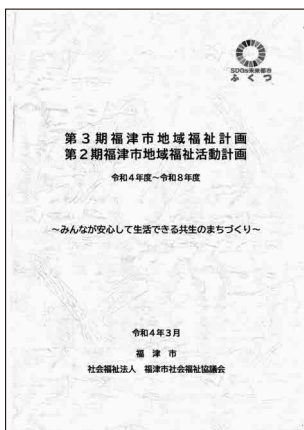 SDGs未来都市
ふくつ
第3期福津市地域福祉計画
第2期福津市地域福祉活動計画
令和4年度～令和8年度
～みんなが安心して生活できる共生のまちづくり～
令和4年3月
福津市
社会福祉法人　福津市社会福祉協議会